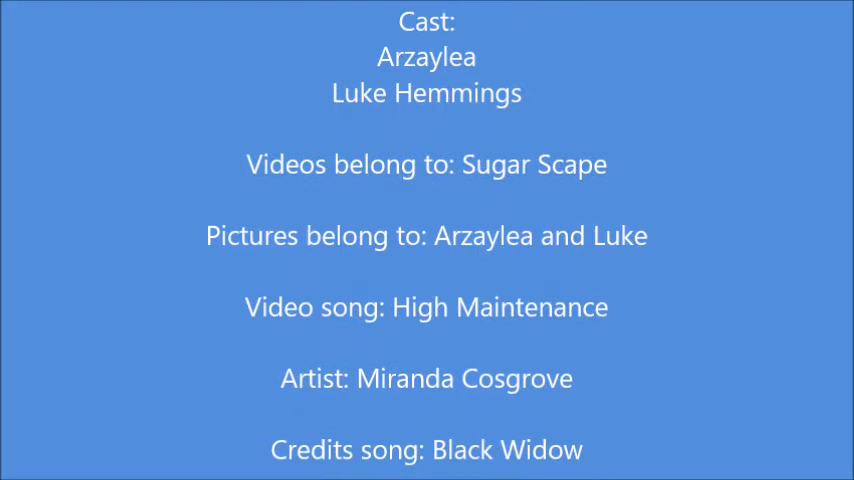 Cast:
Arzaylea
Luke Hemmings
Videos belong to: Sugar Scape
Pictures belong to: Arzaylea and Luke
Video song: High Maintenance
Artist: Miranda Cosgrove
Credits song: Black Widow